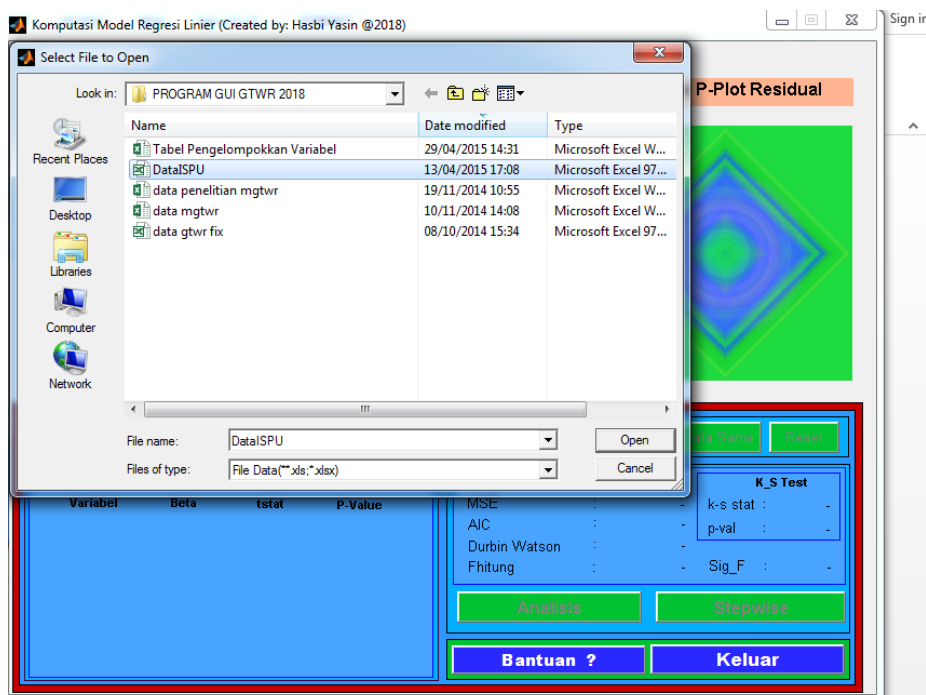 Komputasi Model Regresi Linier (Created by: Hasbi Yasin @2018)
Sign in
Select File to Open
Look in: PROGRAM GUI GTWR 2018
P-Plot Residual
Name Date modified Type
Recent Places
Desktop
Libraries
Computer
Network
Tabel Pengelompokkan Variabel 29/04/2015 14:31 Microsoft Excel W...
DataISPU 13/04/2015 17:08 Microsoft Excel 97...
data penelitian mgtwr 19/11/2014 10:55 Microsoft Excel W...
data mgtwr 10/11/2014 14:08 Microsoft Excel W...
data gtwr fix 08/10/2014 15:34 Microsoft Excel 97...
File name: DataISPU Open
Files of type: File Data(**.xls;*.xlsx) Cancel
Sama Reset
Variabel Beta tstat P-Value
MSE : -
AIC : -
Durbin Watson : -
Fhitung : -
K_S Test
k-s stat : -
p-val : -
Sig_F : -
Analisis Stepwise
Bantuan ? Keluar